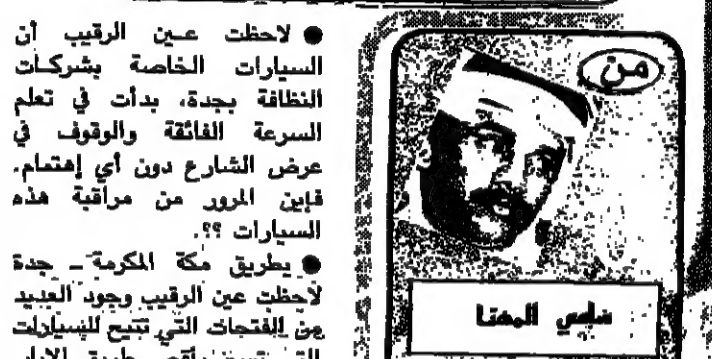 ● لاحظت عين الرقيب أن
السيارات الخاصة بشركات
النظافة بجدة، بدأت في تعلم
السرعة الفائقة والوقوف في
عرض الشارع دون أي إهتمام.
فاين المرور من مراقبة هذه
السيارات ؟؟.
● بطريق مكة المكرمة ـ جدة
لاحظت عين الرقيب وجود العديد
من الفتحات التي تتيح للسيارات
من
المهنا